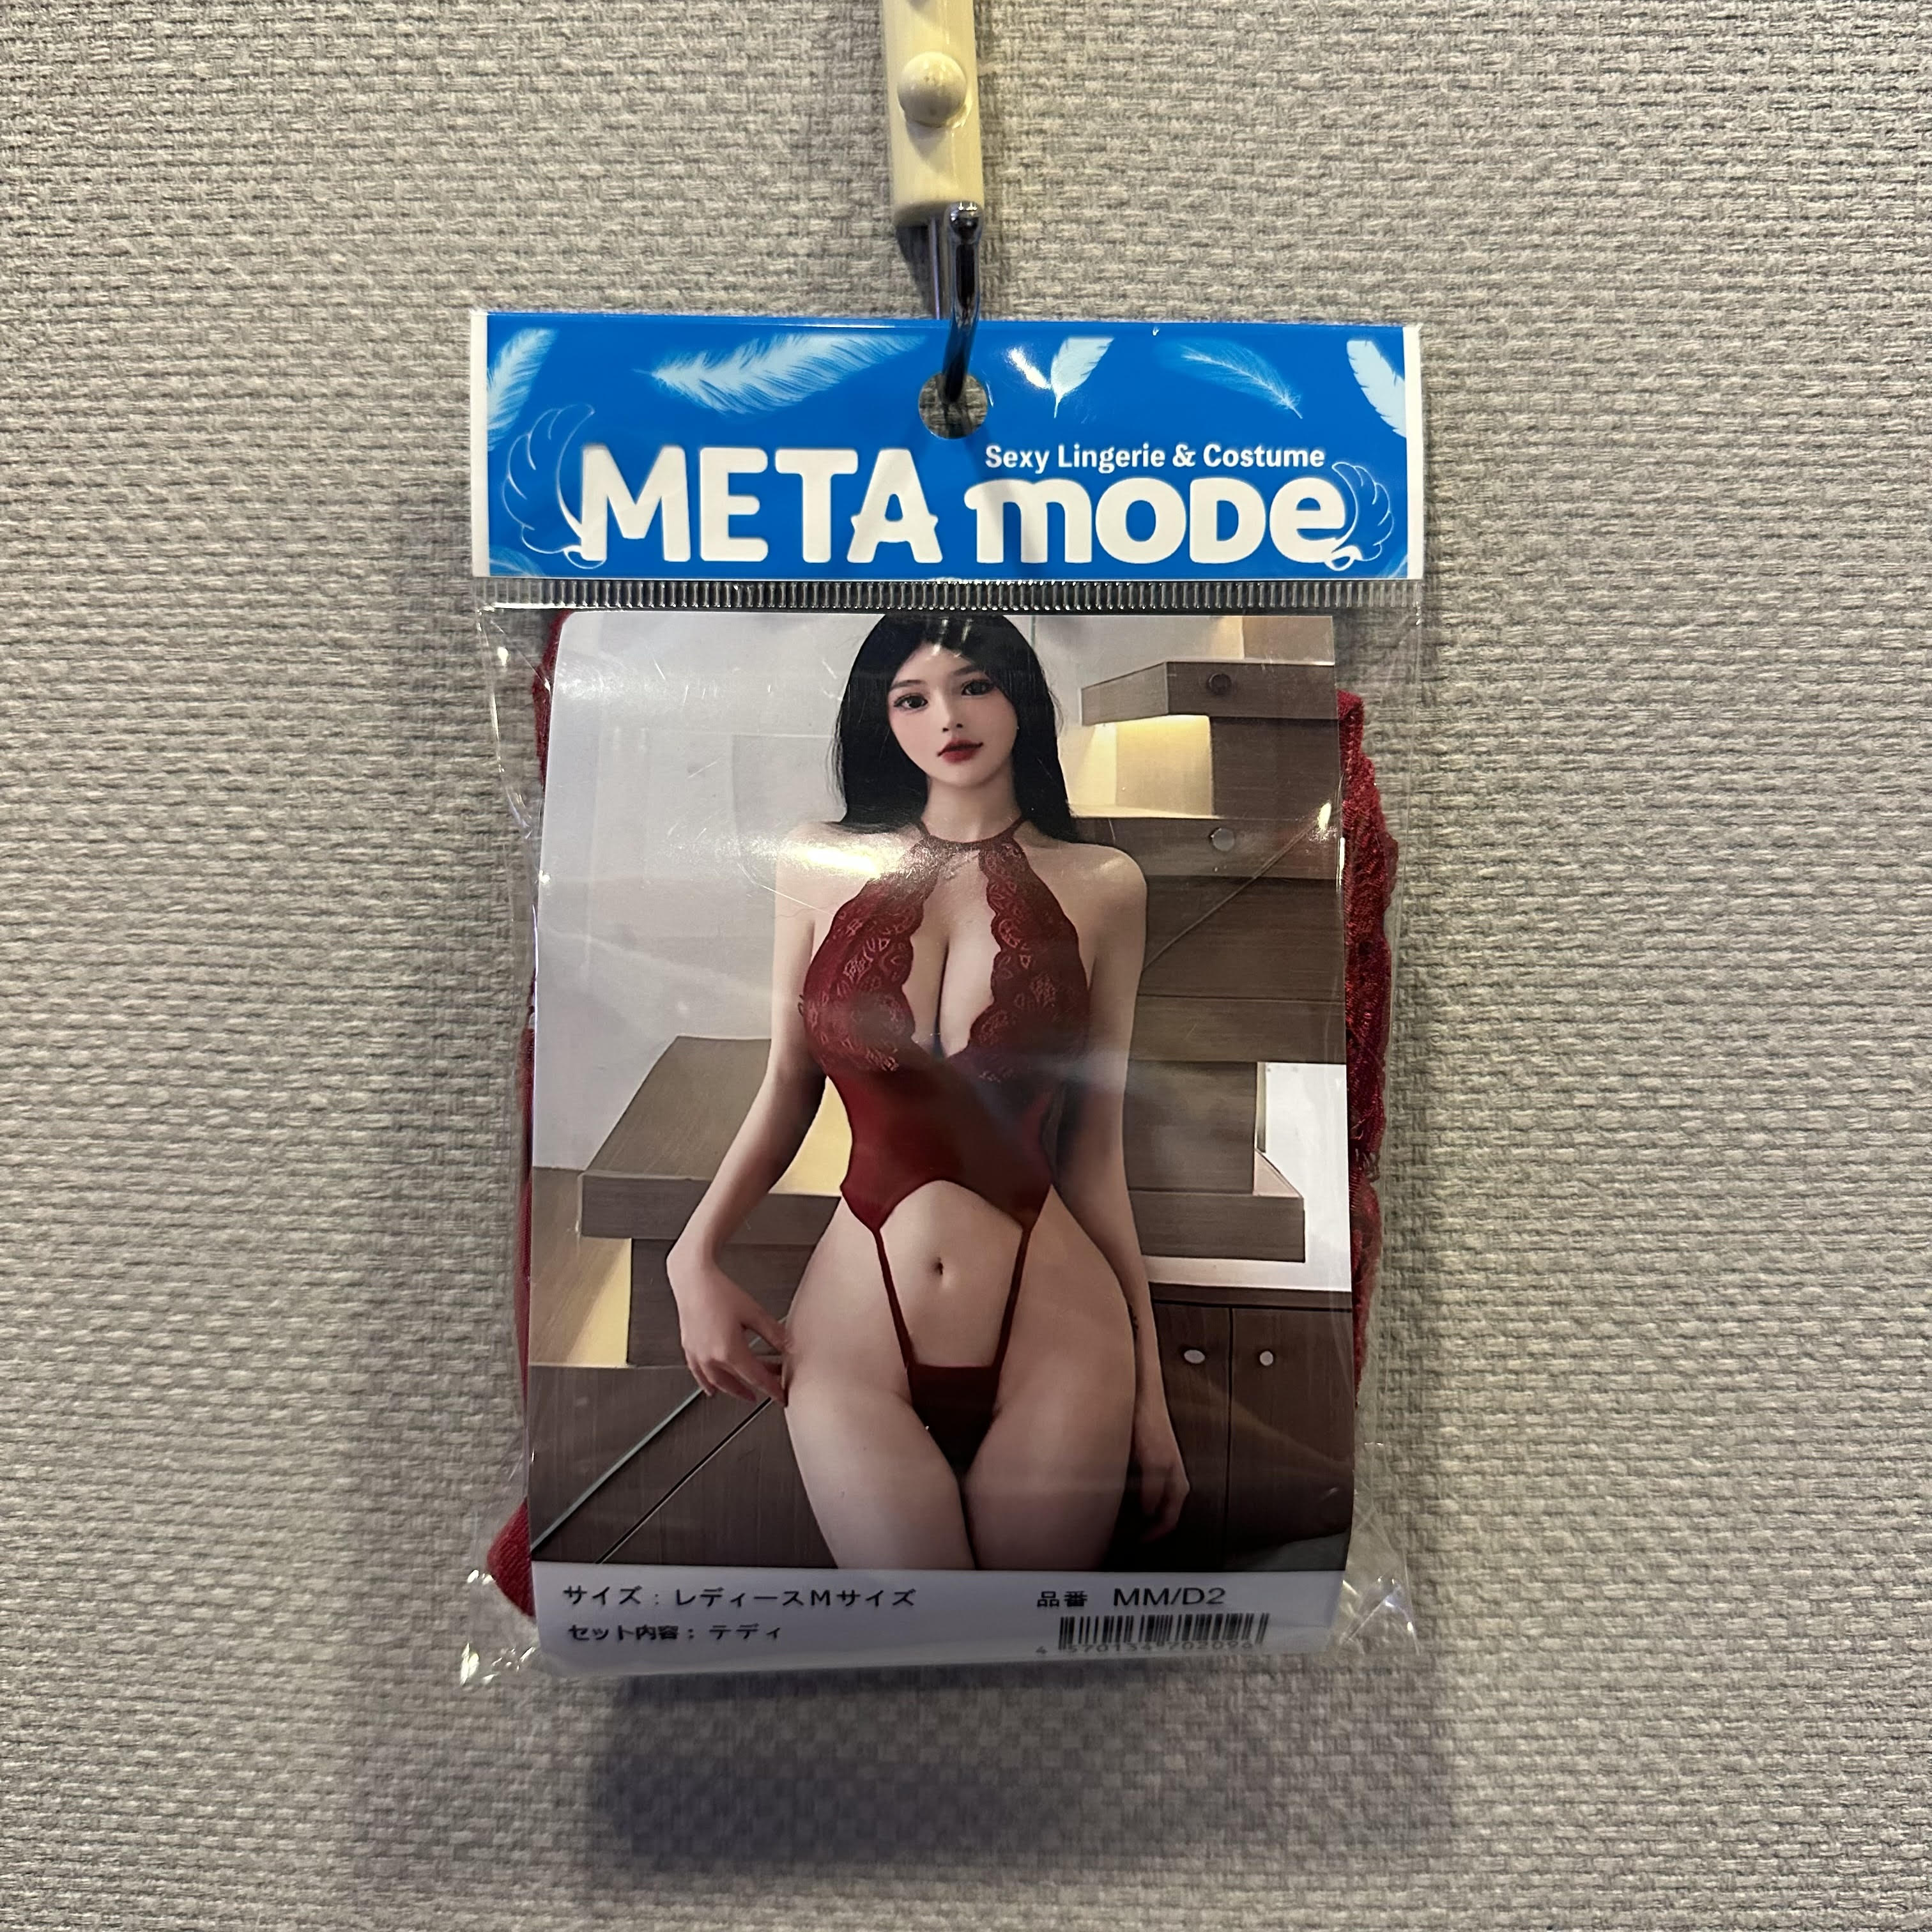 Sexy Lingerie & Costume
META mode
サイズ：レディースMサイズ
品番 MM/D2
セット内容：テディ